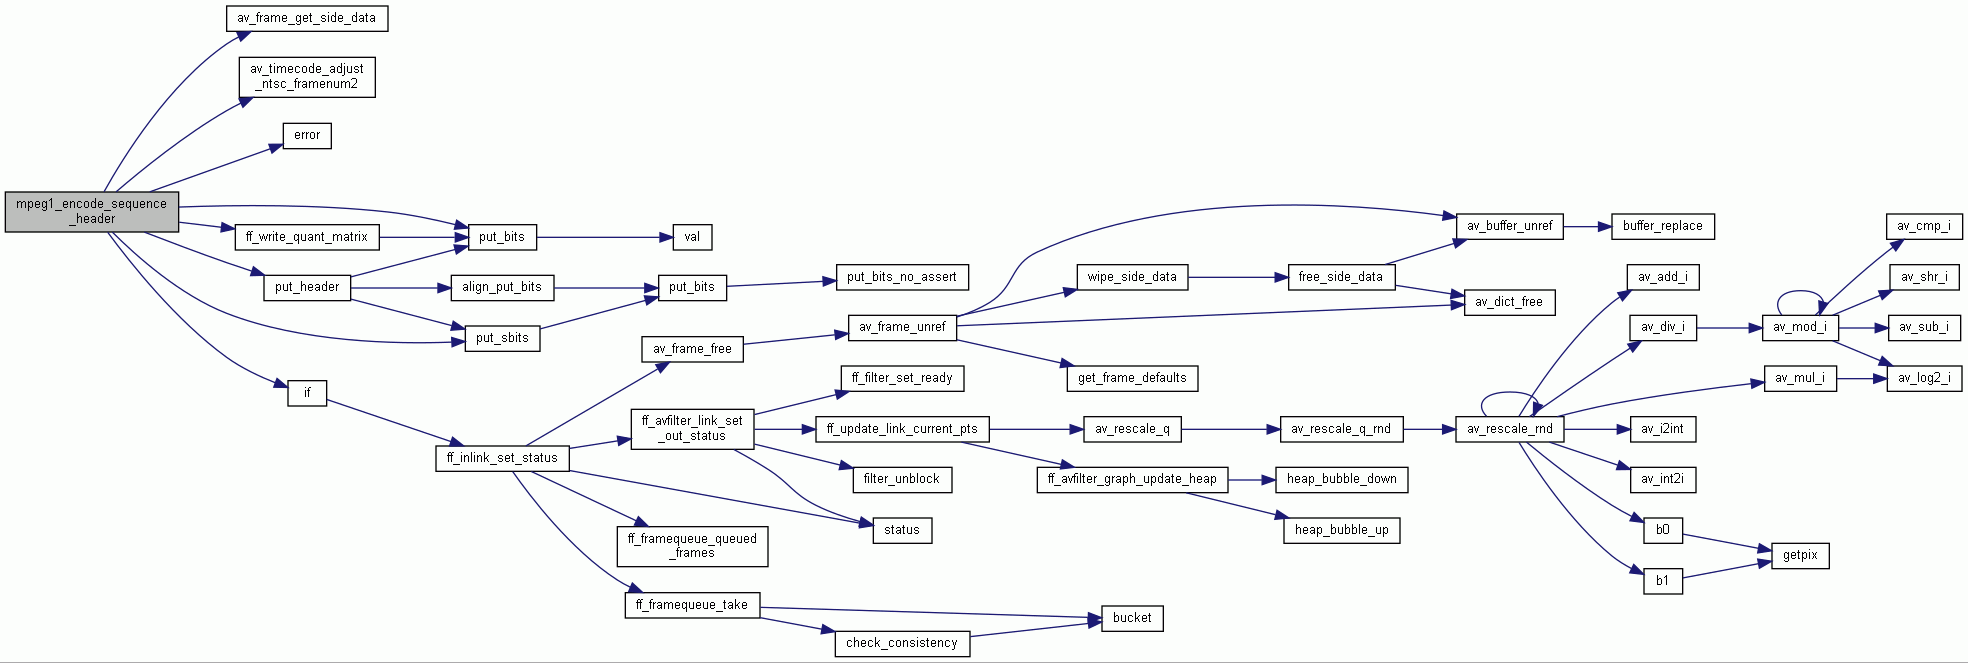 av_frame_get_side_data
av_timecode_adjust
_ntsc_framenum2
error
mpeg1_encode_sequence
_header
ff_write_quant_matrix
put_bits
val
put_header
align_put_bits
put_bits
put_bits_no_assert
put_sbits
if
ff_inlink_set_status
av_frame_free
av_frame_unref
wipe_side_data
free_side_data
av_buffer_unref
buffer_replace
av_dict_free
get_frame_defaults
ff_avfilter_link_set
_out_status
ff_filter_set_ready
ff_update_link_current_pts
filter_unblock
status
av_rescale_q
av_rescale_q_rnd
av_rescale_rnd
ff_avfilter_graph_update_heap
heap_bubble_down
heap_bubble_up
av_add_i
av_div_i
av_mod_i
av_cmp_i
av_shr_i
av_sub_i
av_log2_i
av_mul_i
av_i2int
av_int2i
b0
b1
getpix
ff_framequeue_queued
_frames
ff_framequeue_take
check_consistency
bucket